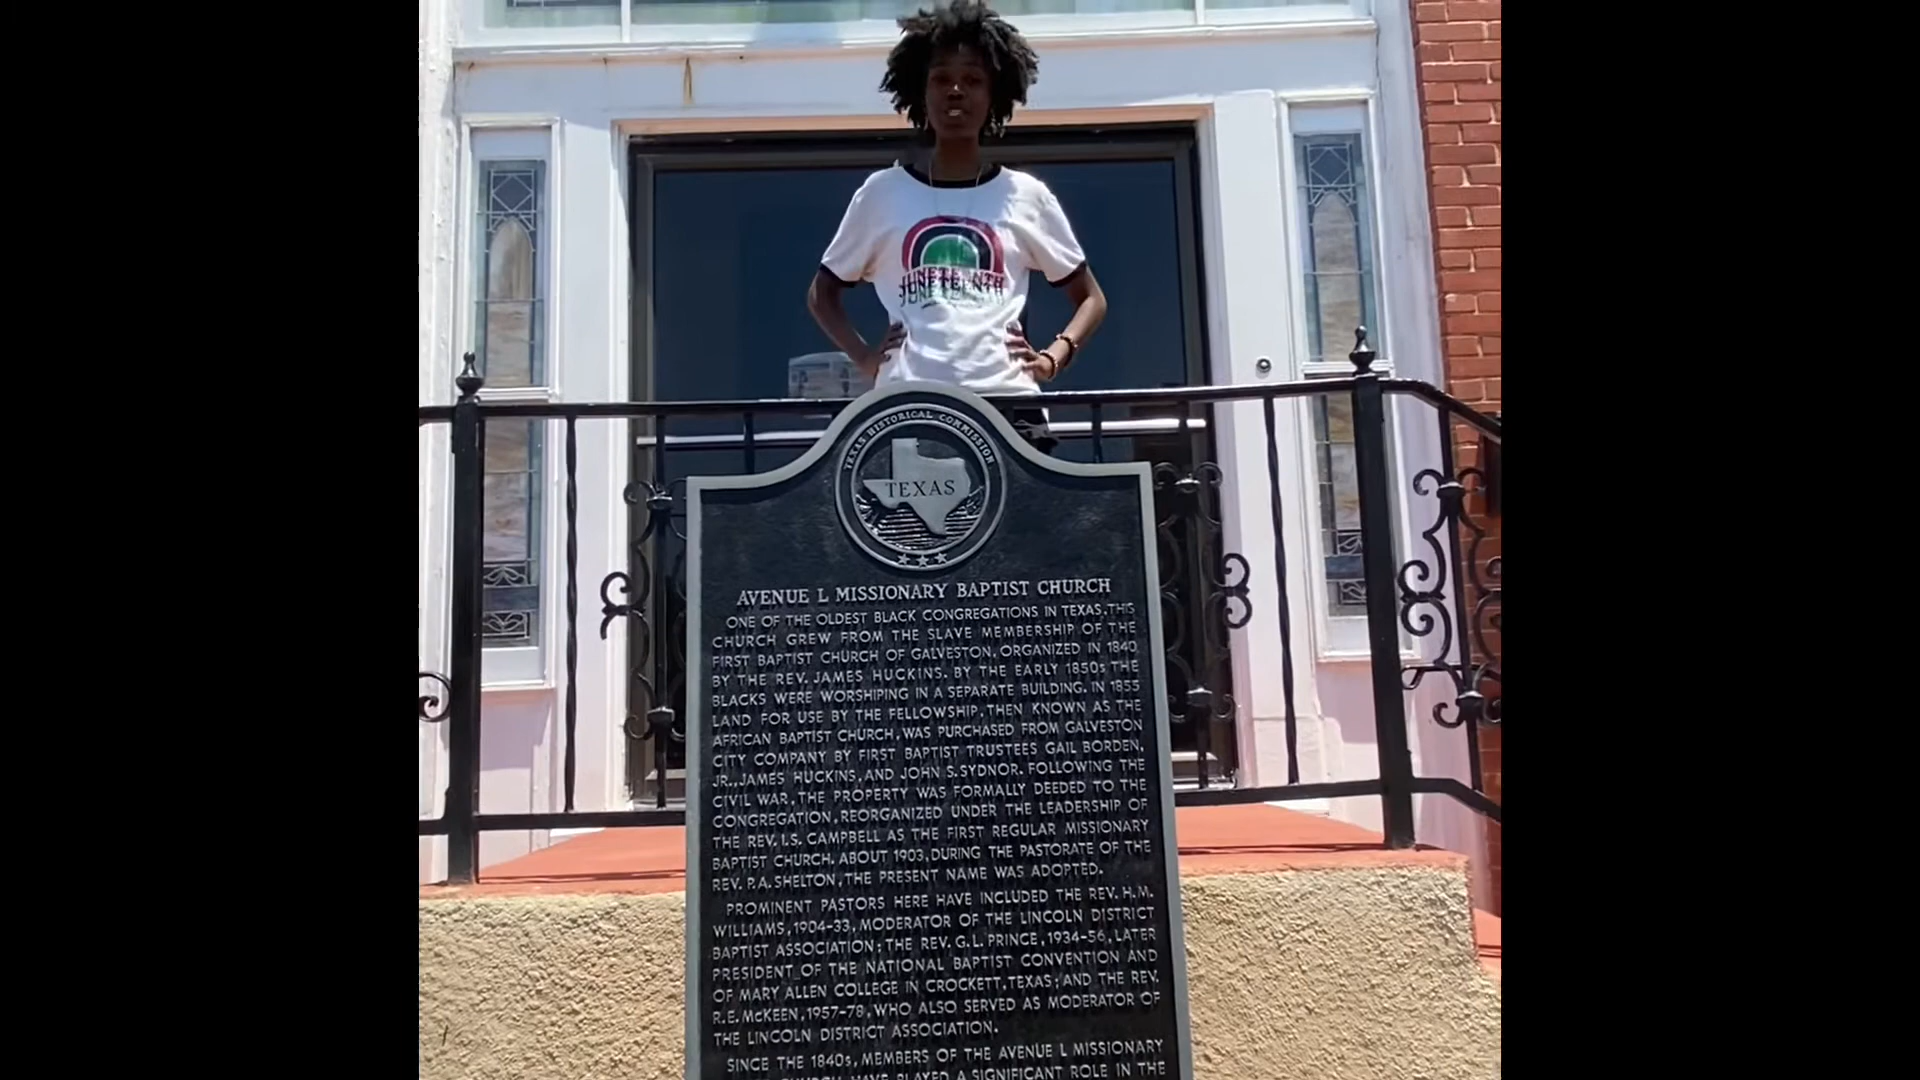 JUNETEENTH
JUNETEENTH
JUNETEENTH
TEXAS HISTORICAL COMMISSION
TEXAS
AVENUE L MISSIONARY BAPTIST CHURCH
ONE OF THE OLDEST BLACK CONGREGATIONS IN TEXAS, THIS
CHURCH GREW FROM THE SLAVE MEMBERSHIP OF THE
FIRST BAPTIST CHURCH OF GALVESTON, ORGANIZED IN 1840
BY THE REV. JAMES HUCKINS. BY THE EARLY 1850s THE
BLACKS WERE WORSHIPING IN A SEPARATE BUILDING. IN 1855
LAND FOR USE BY THE FELLOWSHIP, THEN KNOWN AS THE
AFRICAN BAPTIST CHURCH, WAS PURCHASED FROM GALVESTON
CITY COMPANY BY FIRST BAPTIST TRUSTEES GAIL BORDEN,
JR., JAMES HUCKINS, AND JOHN S. SYDNOR. FOLLOWING THE
CIVIL WAR, THE PROPERTY WAS FORMALLY DEEDED TO THE
CONGREGATION, REORGANIZED UNDER THE LEADERSHIP OF
THE REV. I.S. CAMPBELL AS THE FIRST REGULAR MISSIONARY
BAPTIST CHURCH. ABOUT 1903, DURING THE PASTORATE OF THE
REV. P.A. SHELTON, THE PRESENT NAME WAS ADOPTED.
PROMINENT PASTORS HERE HAVE INCLUDED THE REV. H.M.
WILLIAMS, 1904-33, MODERATOR OF THE LINCOLN DISTRICT
BAPTIST ASSOCIATION; THE REV. G.L. PRINCE, 1934-56, LATER
PRESIDENT OF THE NATIONAL BAPTIST CONVENTION AND
OF MARY ALLEN COLLEGE IN CROCKETT, TEXAS; AND THE REV.
R.E. McKEEN, 1957-78, WHO ALSO SERVED AS MODERATOR OF
THE LINCOLN DISTRICT ASSOCIATION.
SINCE THE 1840s, MEMBERS OF THE AVENUE L MISSIONARY
CHURCH HAVE PLAYED A SIGNIFICANT ROLE IN THE